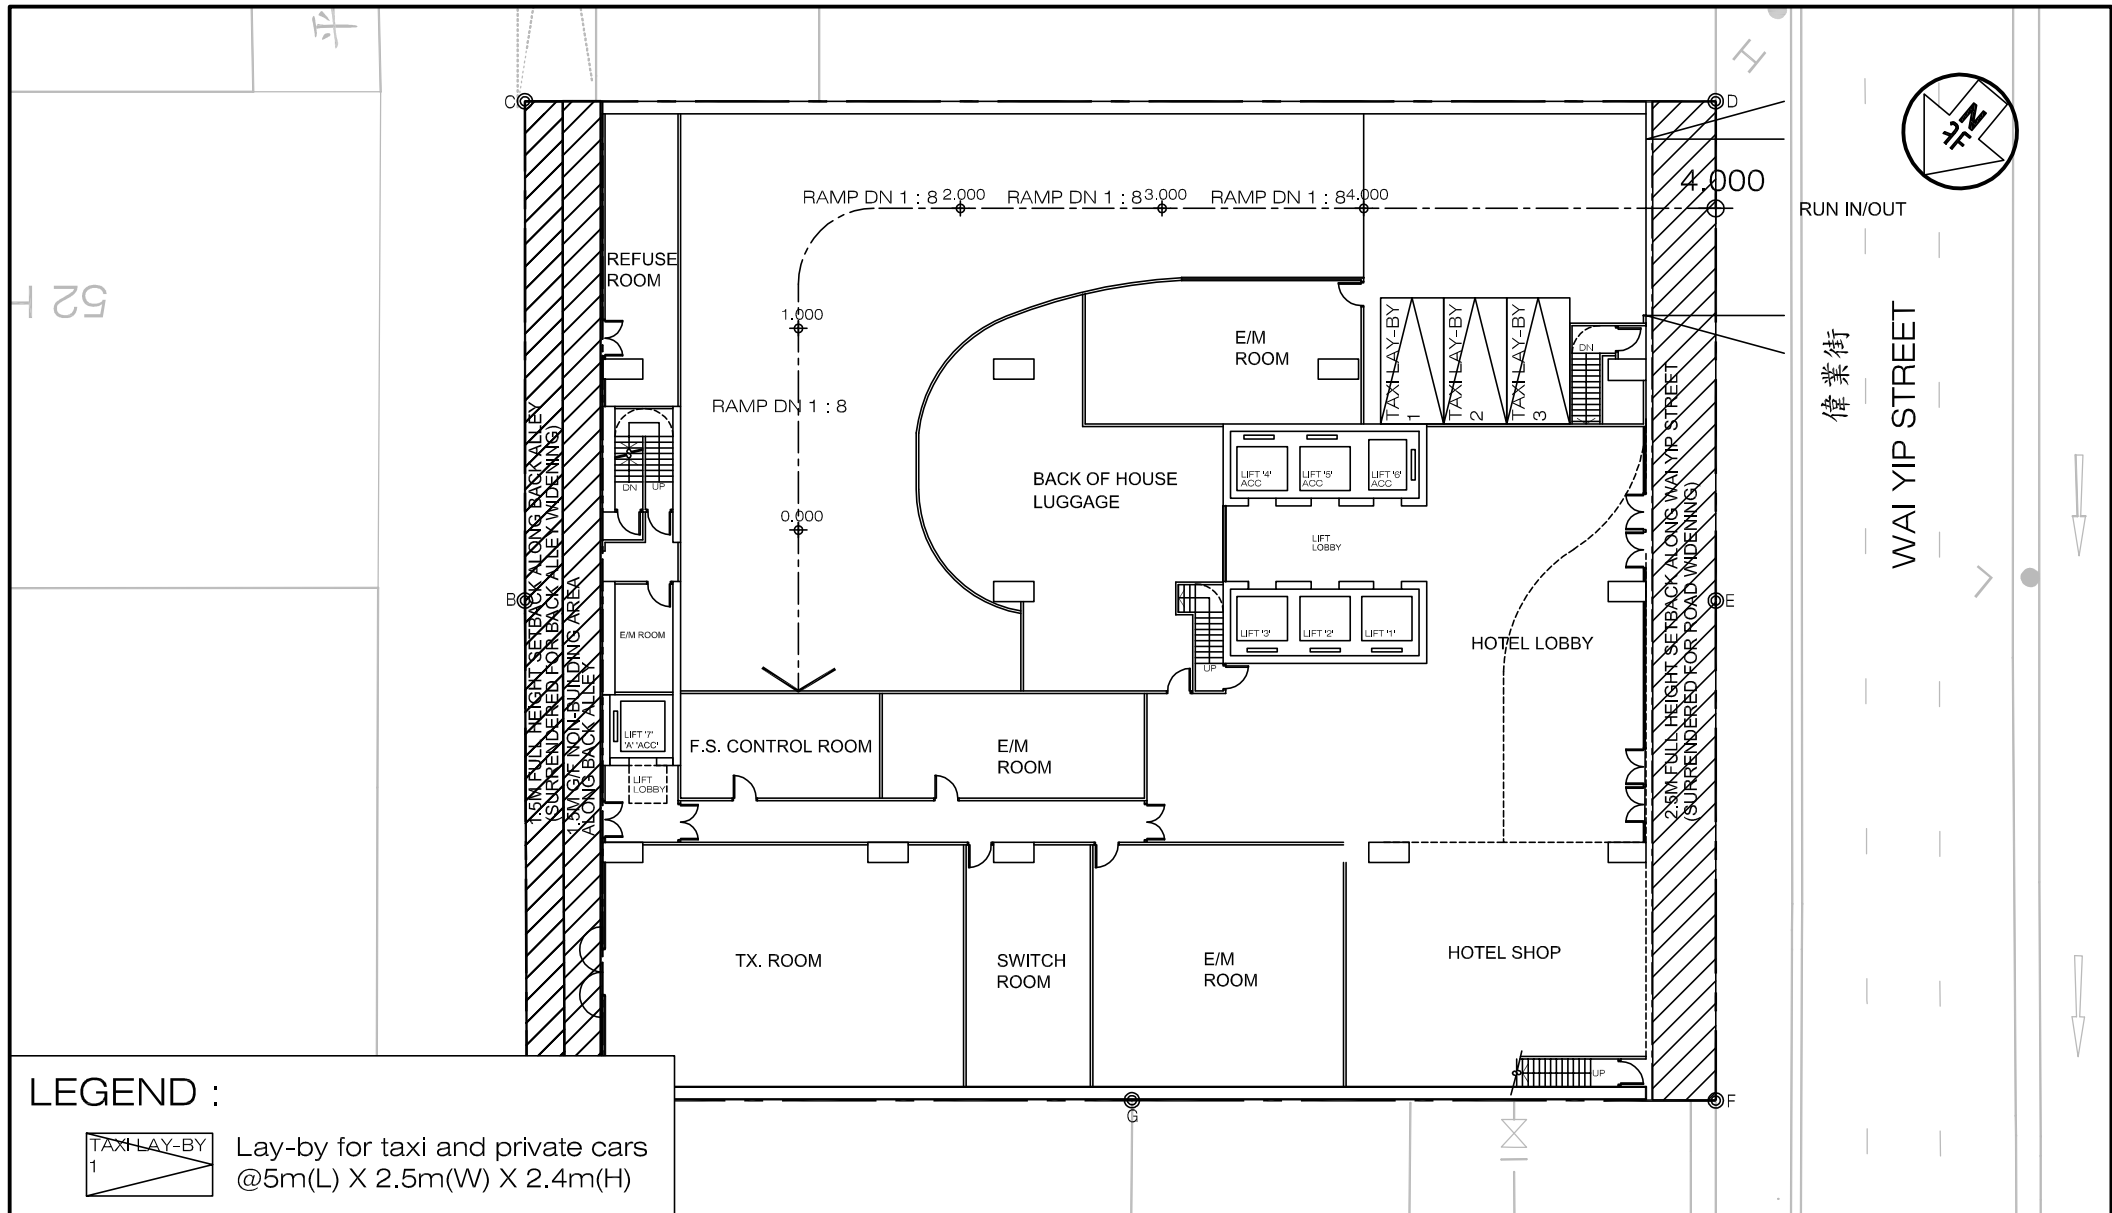 平
C
D
H
N
北
4.000
RAMP DN 1 : 8
2.000
RAMP DN 1 : 8
3.000
RAMP DN 1 : 8
4.000
RUN IN/OUT
REFUSE
ROOM
52 H
1.000
E/M
ROOM
TAXI LAY-BY
1
TAXI LAY-BY
2
TAXI LAY-BY
3
DN
偉業街
WAI YIP STREET
RAMP DN 1 : 8
DN
UP
BACK OF HOUSE
LUGGAGE
LIFT '4'
ACC
LIFT '5'
ACC
LIFT '6'
ACC
0.000
LIFT
LOBBY
B
E
1.5M FULL HEIGHT SETBACK ALONG BACK ALLEY
(SURRENDERED FOR BACK ALLEY WIDENING)
1.5M G/F NON-BUILDING AREA
ALONG BACK ALLEY
2.5M FULL HEIGHT SETBACK ALONG WAI YIP STREET
(SURRENDERED FOR ROAD WIDENING)
E/M ROOM
LIFT '3'
LIFT '2'
LIFT '1'
UP
HOTEL LOBBY
LIFT '7'
'A' 'ACC'
LIFT
LOBBY
F.S. CONTROL ROOM
E/M
ROOM
TX. ROOM
SWITCH
ROOM
E/M
ROOM
HOTEL SHOP
UP
G
F
LEGEND :
TAXI LAY-BY
1
Lay-by for taxi and private cars
@5m(L) X 2.5m(W) X 2.4m(H)